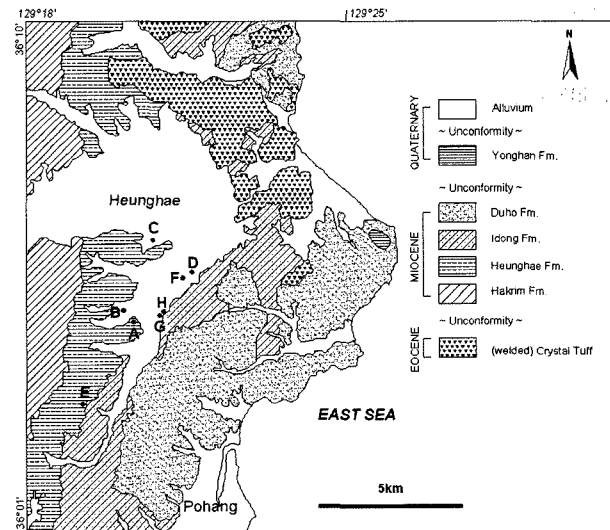 129°18
129°25
36°10
N
QUATERNARY
Alluvium
~ Unconformity ~
Yonghan Fm.
~ Unconformity ~
MIOCENE
Duho Fm.
Idong Fm.
Heunghae Fm.
Hakrim Fm.
~ Unconformity ~
EOCENE
(welded) Crystal Tuff
Heunghae
C
D
F
H
B
G
A
E
EAST SEA
5km
Pohang
36°01